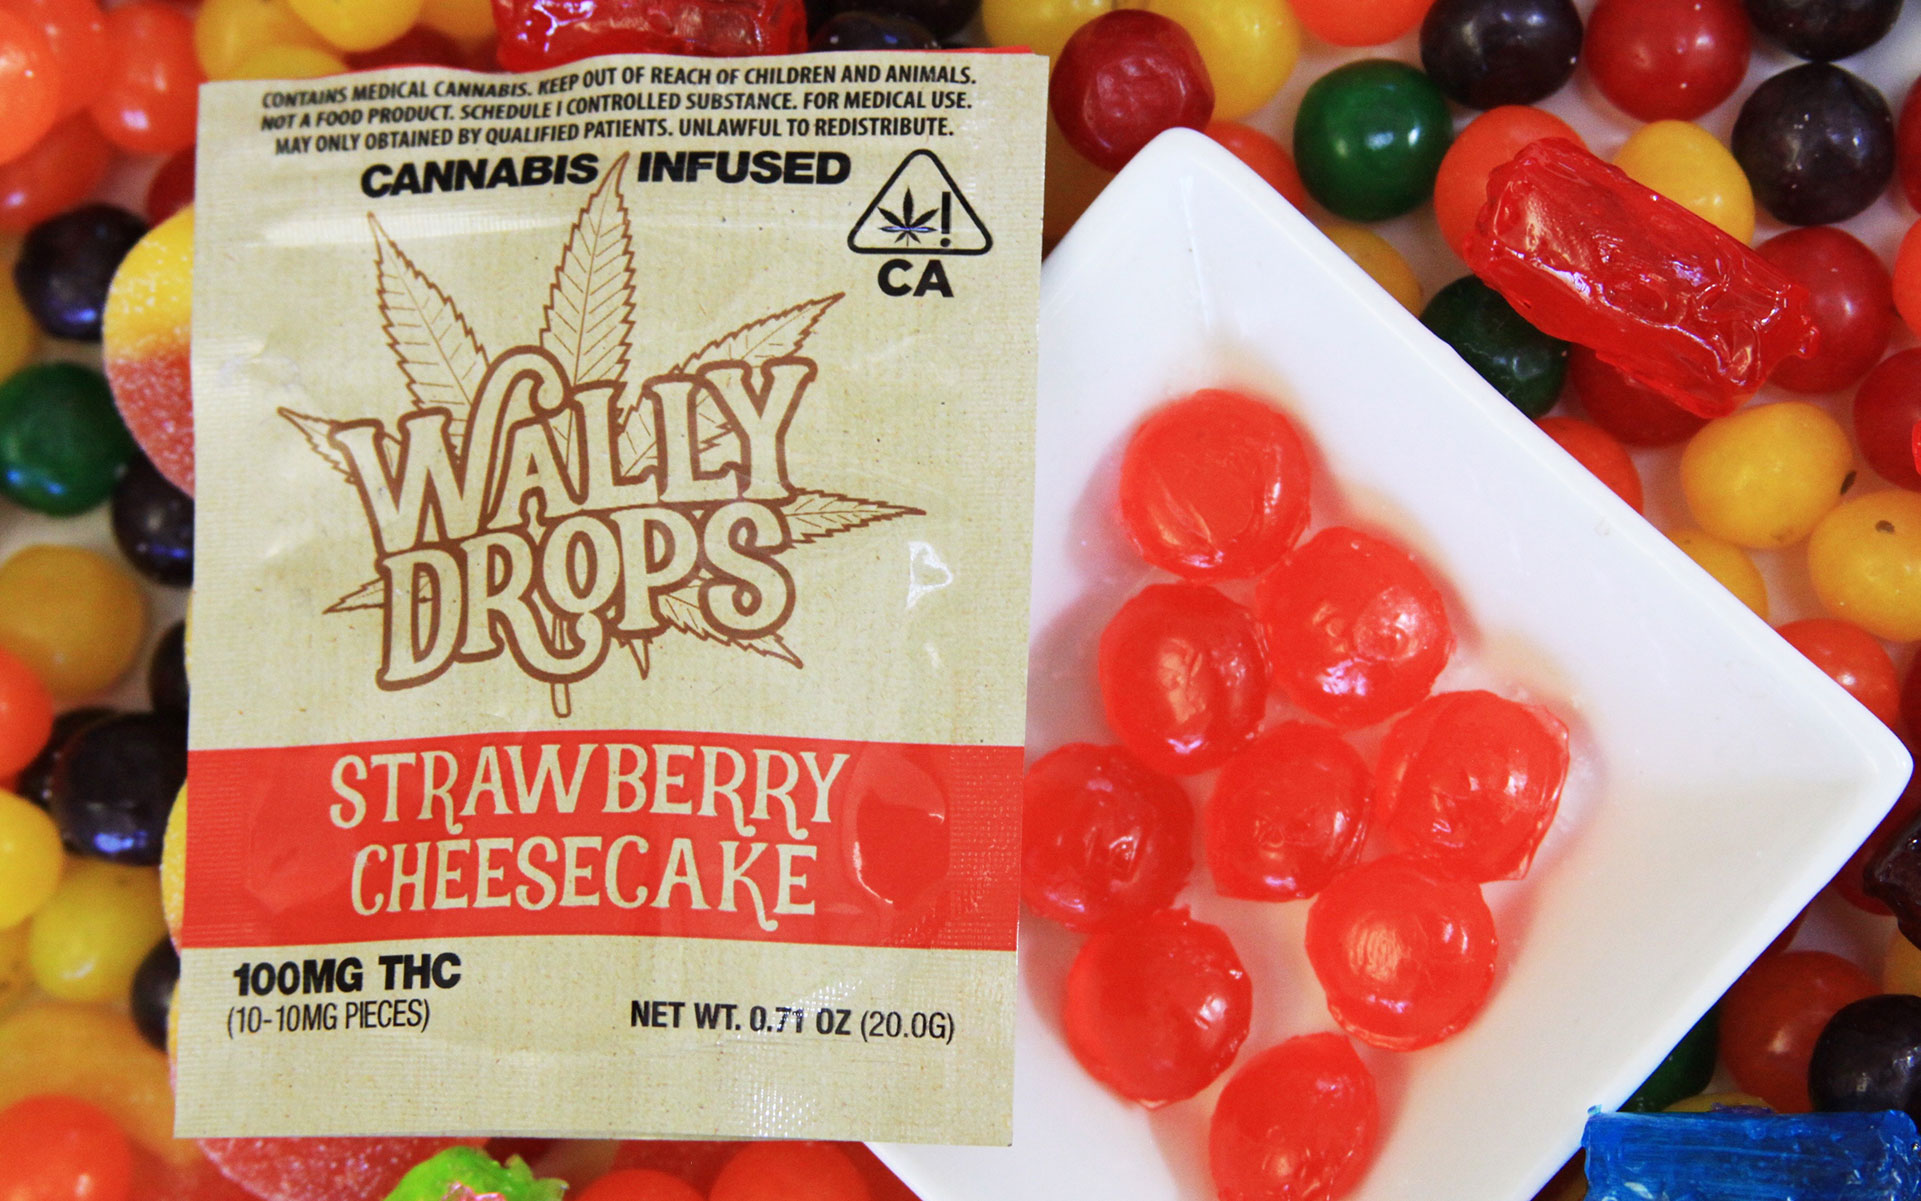 CONTAINS MEDICAL CANNABIS. KEEP OUT OF REACH OF CHILDREN AND ANIMALS.
NOT A FOOD PRODUCT. SCHEDULE I CONTROLLED SUBSTANCE. FOR MEDICAL USE.
MAY ONLY OBTAINED BY QUALIFIED PATIENTS. UNLAWFUL TO REDISTRIBUTE.
CANNABIS INFUSED
!
CA
WALLY
DROPS
STRAWBERRY
CHEESECAKE
100MG THC
(10-10MG PIECES)
NET WT. 0.71 OZ (20.0G)